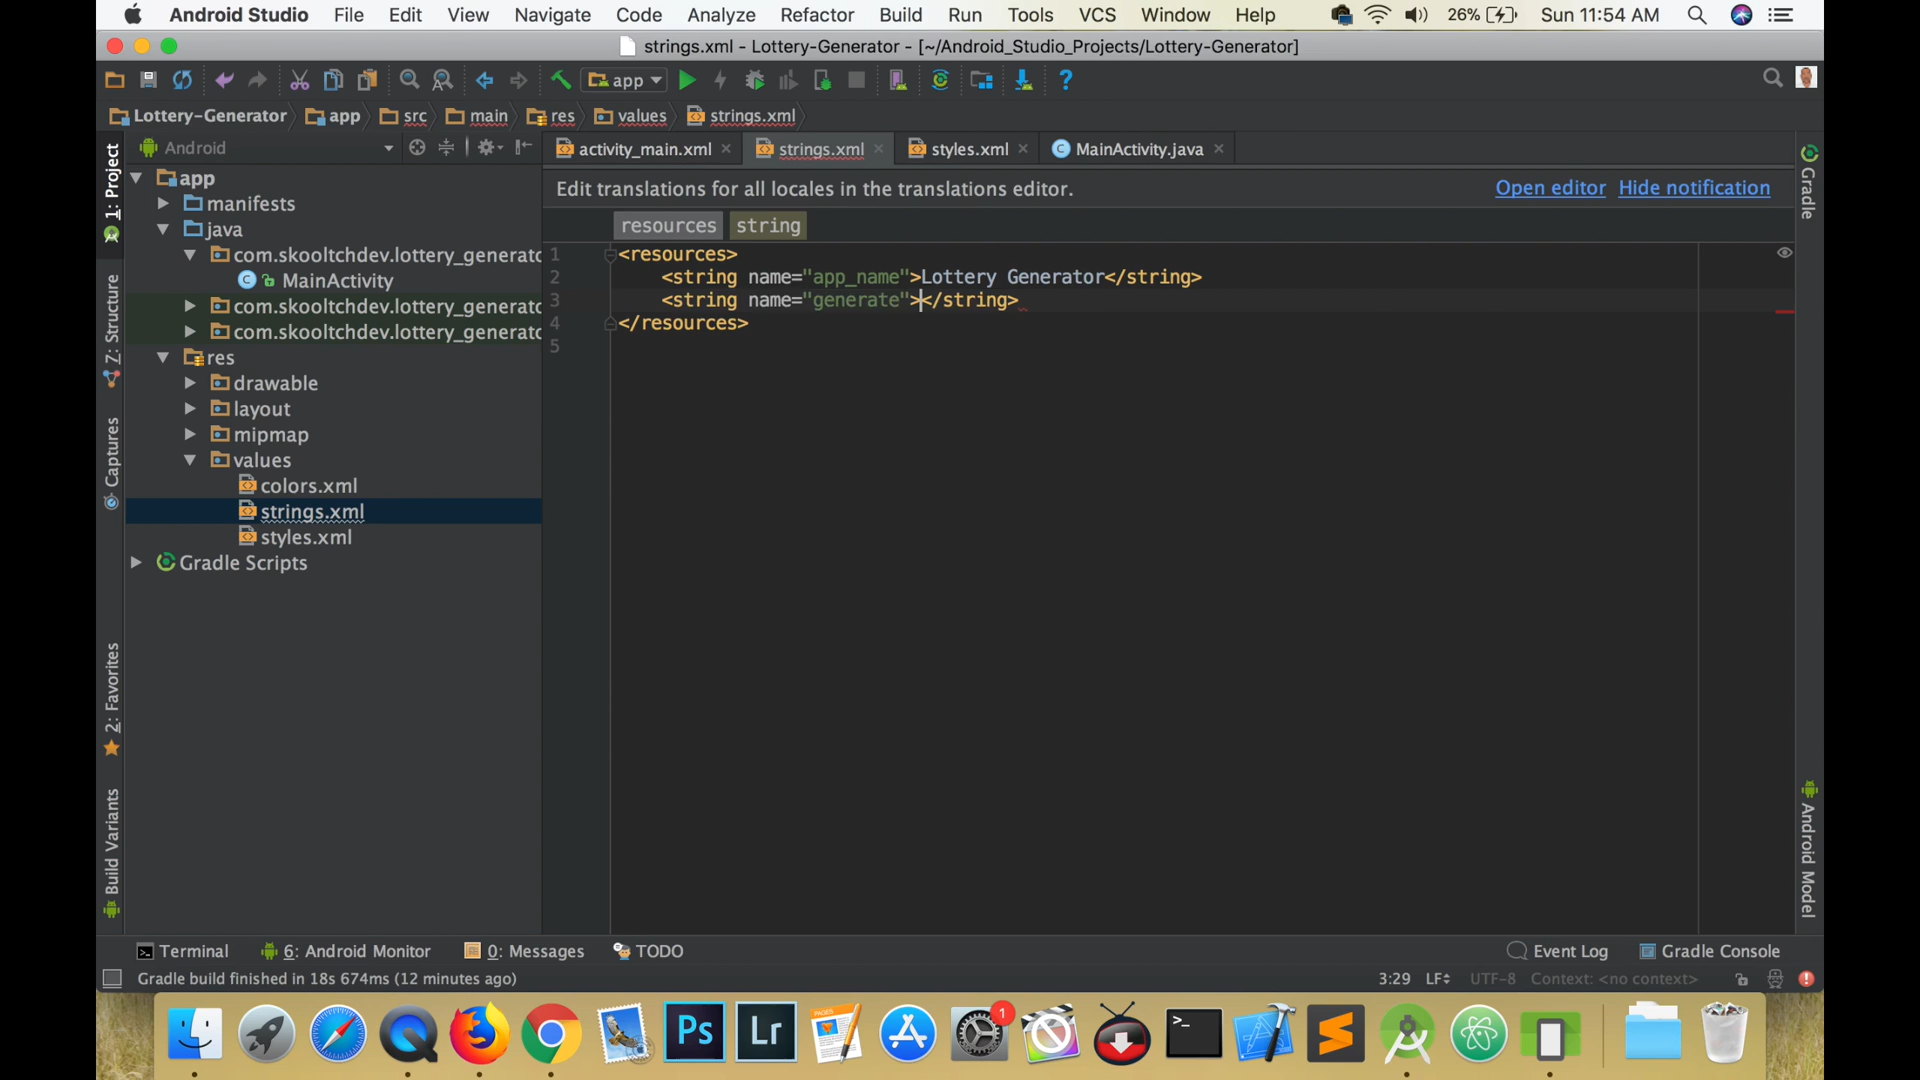 Android Studio File Edit View Navigate Code Analyze Refactor Build Run Tools VCS Window Help 26% Sun 11:54 AM
strings.xml - Lottery-Generator - [~/Android_Studio_Projects/Lottery-Generator]
app
Lottery-Generator app src main res values strings.xml
Android
activity_main.xml strings.xml styles.xml MainActivity.java
Edit translations for all locales in the translations editor. Open editor Hide notification
resources string
1 <resources>
2 <string name="app_name">Lottery Generator</string>
3 <string name="generate"></string>
4 </resources>
5
app
manifests
java
com.skooltchdev.lottery_generato
MainActivity
com.skooltchdev.lottery_generato
com.skooltchdev.lottery_generato
res
drawable
layout
mipmap
values
colors.xml
strings.xml
styles.xml
Gradle Scripts
1: Project
7: Structure
Captures
2: Favorites
Build Variants
Gradle
Android Model
Terminal 6: Android Monitor 0: Messages TODO Event Log Gradle Console
Gradle build finished in 18s 674ms (12 minutes ago) 3:29 LF UTF-8 Context: <no context>
Ps Lr PAGES 1 >_